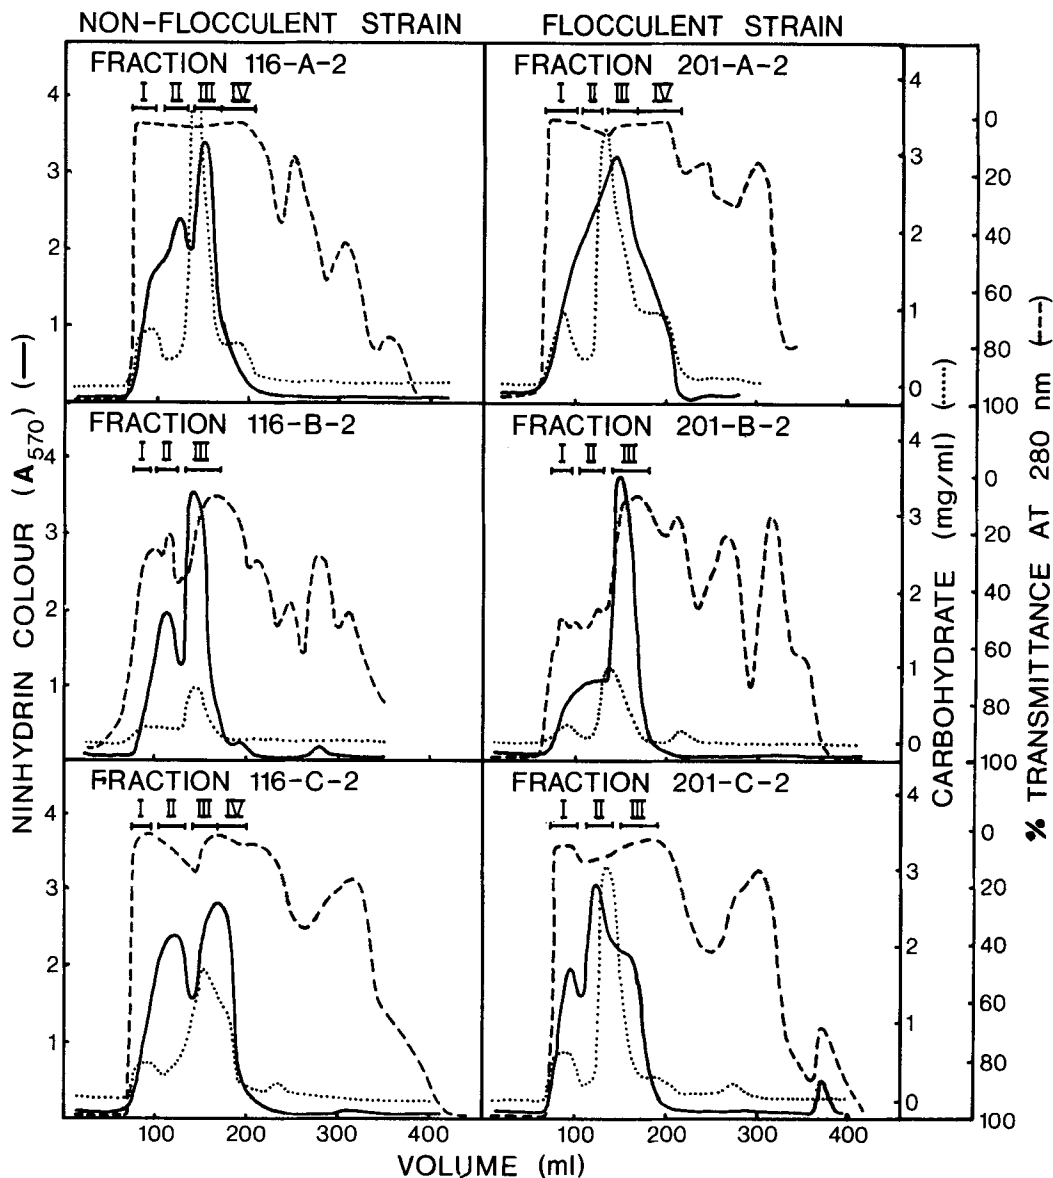 NON-FLOCCULENT STRAIN
FLOCCULENT STRAIN
FRACTION 116-A-2
I II III IV
4
3
2
1
FRACTION 201-A-2
I II III IV
4
3
2
1
0
0
20
40
60
80
100
FRACTION 116-B-2
I II III
4
3
2
1
FRACTION 201-B-2
I II III
4
3
2
1
0
0
20
40
60
80
100
FRACTION 116-C-2
I II III IV
4
3
2
1
FRACTION 201-C-2
I II III
4
3
2
1
0
0
20
40
60
80
100
100 200 300 400
100 200 300 400
VOLUME (ml)
NINHYDRIN COLOUR (A570) (—)
CARBOHYDRATE (mg/ml) (.....)
% TRANSMITTANCE AT 280 nm (---)